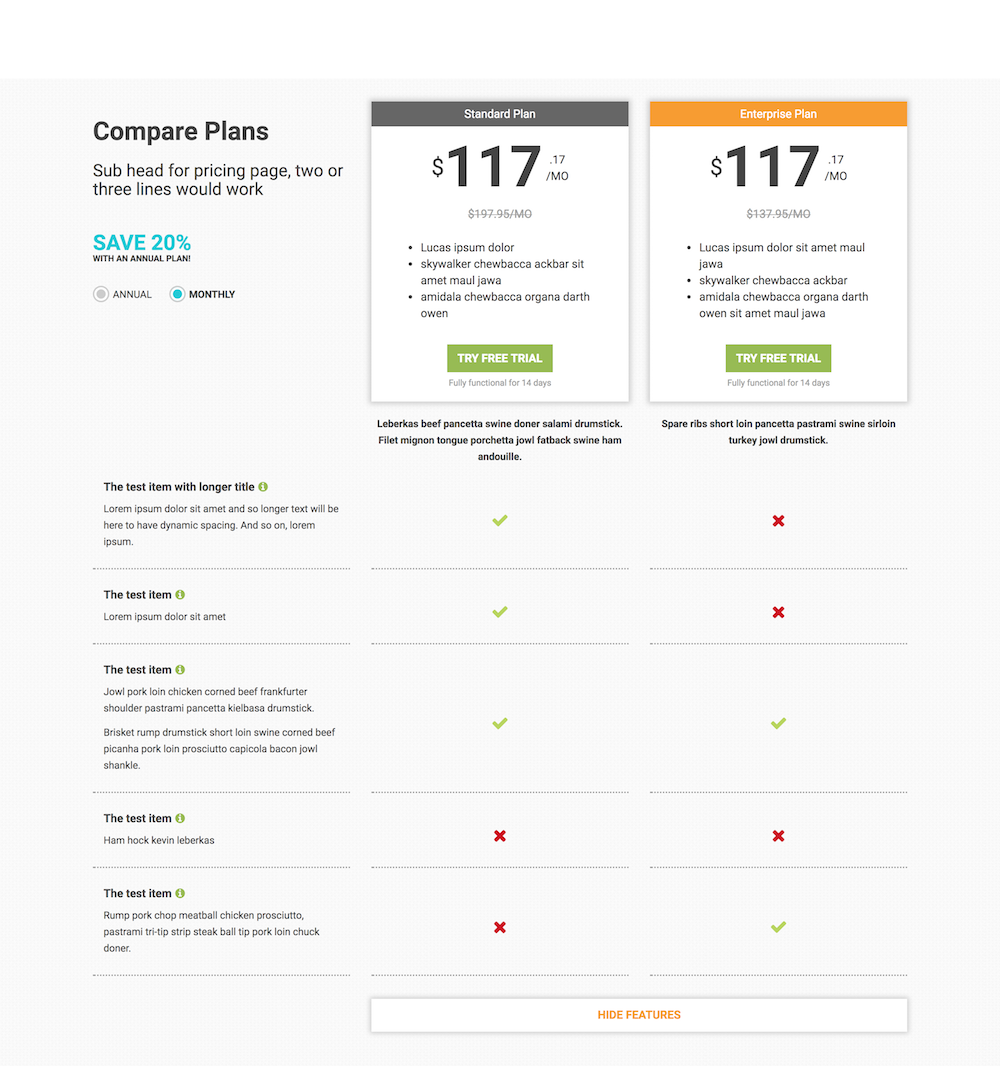 Compare Plans
Sub head for pricing page, two or
three lines would work
SAVE 20%
WITH AN ANNUAL PLAN!
ANNUAL MONTHLY
Standard Plan
$117.17
/MO
$197.95/MO
Lucas ipsum dolor
skywalker chewbacca ackbar sit
amet maul jawa
amidala chewbacca organa darth
owen
TRY FREE TRIAL
Fully functional for 14 days
Leberkas beef pancetta swine doner salami drumstick.
Filet mignon tongue porchetta jowl fatback swine ham
andouille.
Enterprise Plan
$117.17
/MO
$137.95/MO
Lucas ipsum dolor sit amet maul
jawa
skywalker chewbacca ackbar
amidala chewbacca organa darth
owen sit amet maul jawa
TRY FREE TRIAL
Fully functional for 14 days
Spare ribs short loin pancetta pastrami swine sirloin
turkey jowl drumstick.
The test item with longer title
Lorem ipsum dolor sit amet and so longer text will be
here to have dynamic spacing. And so on, lorem
ipsum.
The test item
Lorem ipsum dolor sit amet
The test item
Jowl pork loin chicken corned beef frankfurter
shoulder pastrami pancetta kielbasa drumstick.
Brisket rump drumstick short loin swine corned beef
picanha pork loin prosciutto capicola bacon jowl
shankle.
The test item
Ham hock kevin leberkas
The test item
Rump pork chop meatball chicken prosciutto,
pastrami tri-tip strip steak ball tip pork loin chuck
doner.
HIDE FEATURES